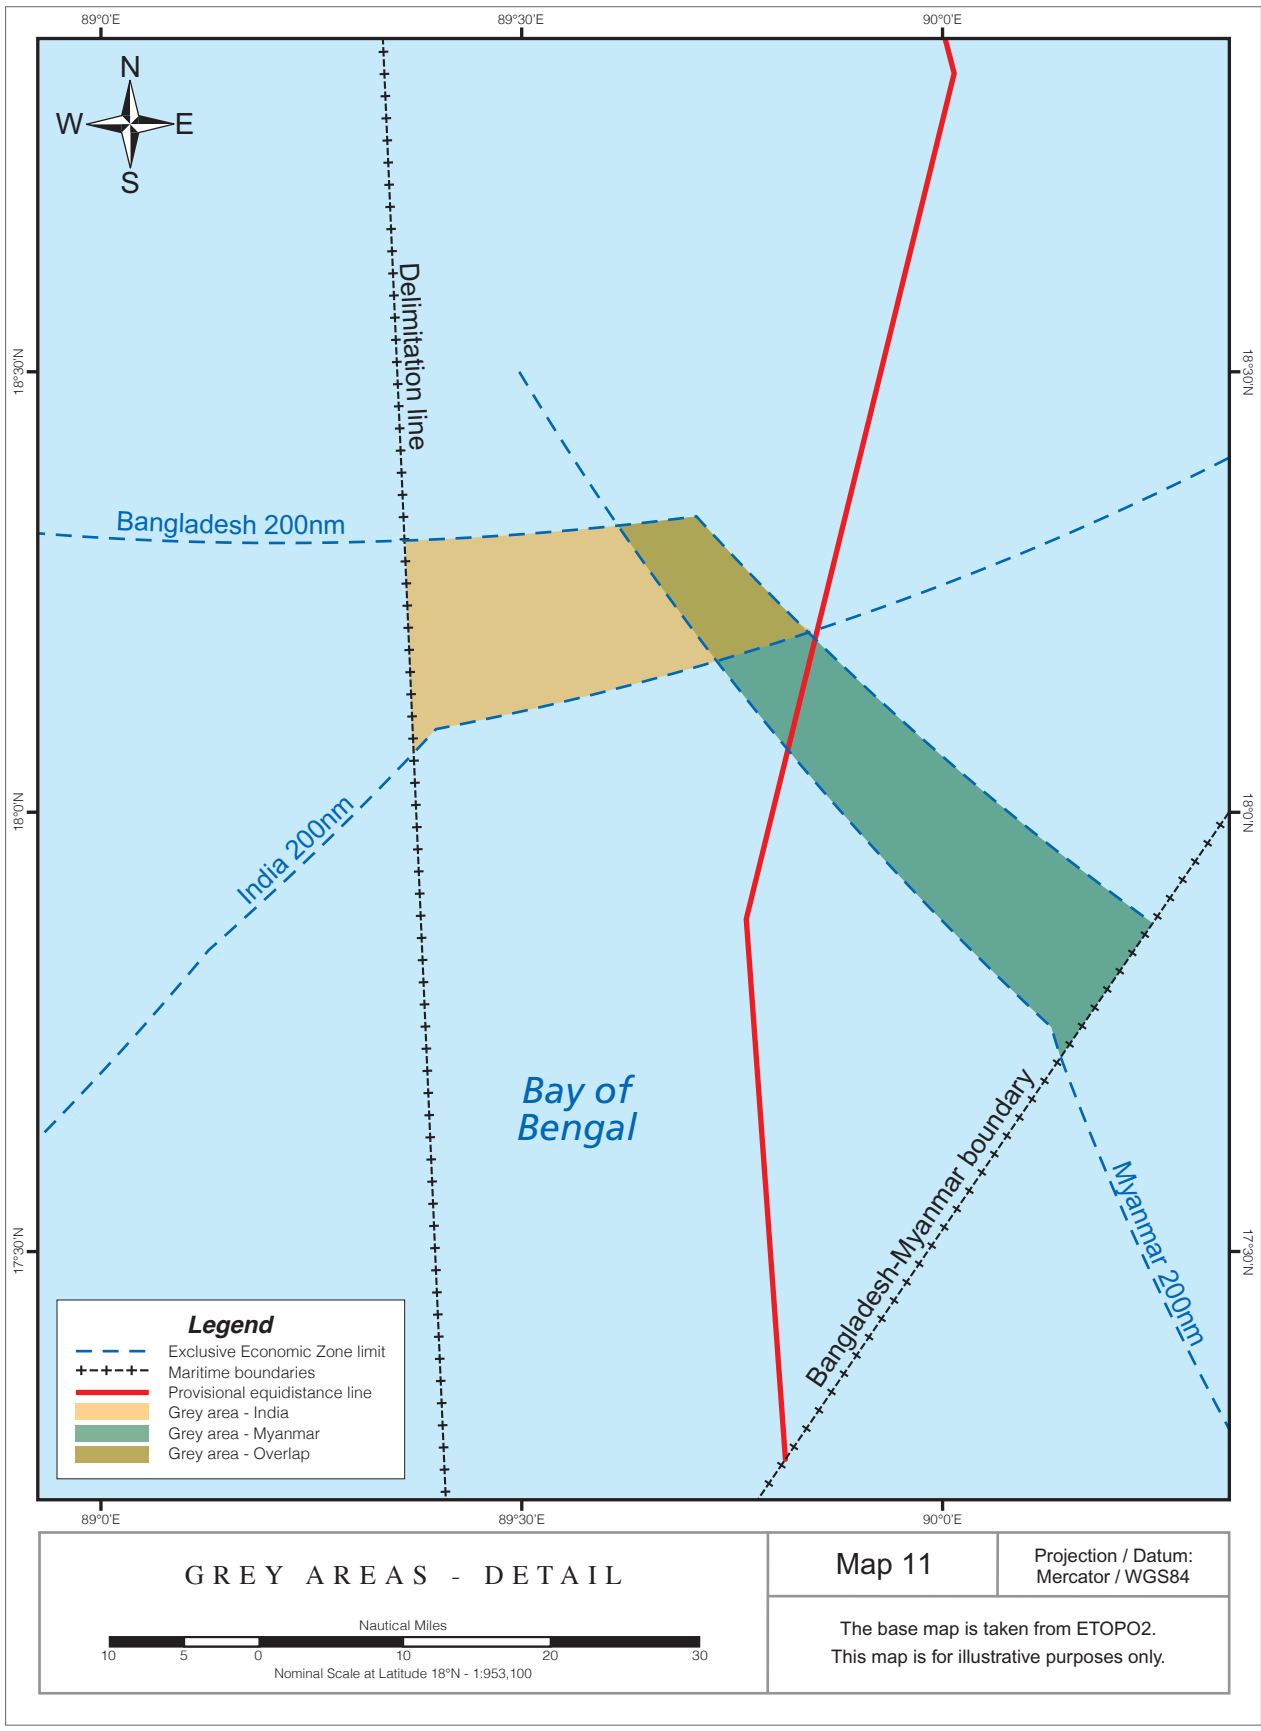 89°0'E
89°30'E
90°0'E
N
W
E
S
Delimitation line
18°30'N
18°30'N
Bangladesh 200nm
India 200nm
18°0'N
18°0'N
Bay of
Bengal
Bangladesh-Myanmar boundary
Myanmar 200nm
17°30'N
17°30'N
Legend
Exclusive Economic Zone limit
Maritime boundaries
Provisional equidistance line
Grey area - India
Grey area - Myanmar
Grey area - Overlap
89°0'E
89°30'E
90°0'E
GREY AREAS - DETAIL
Nautical Miles
10 5 0 10 20 30
Nominal Scale at Latitude 18°N - 1:953,100
Map 11
Projection / Datum:
Mercator / WGS84
The base map is taken from ETOPO2.
This map is for illustrative purposes only.